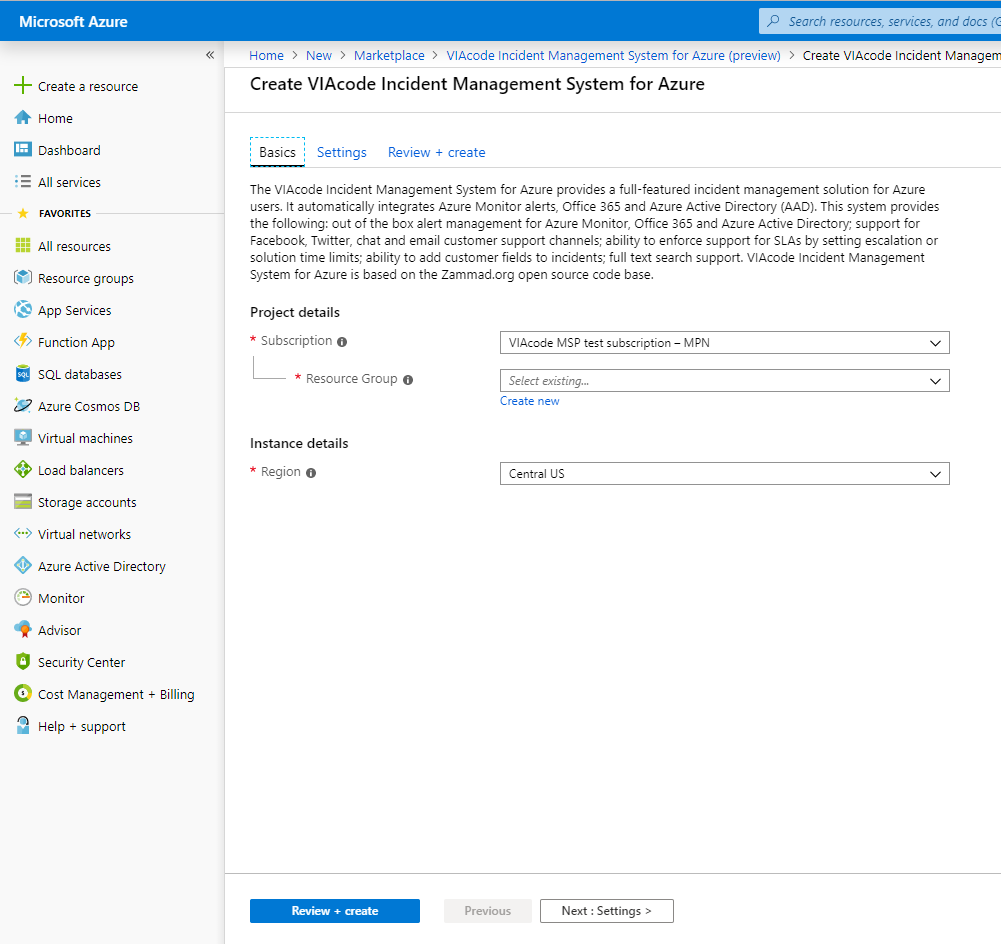 Microsoft Azure
Search resources, services, and docs (G
«
Create a resource
Home
Dashboard
All services
FAVORITES
All resources
Resource groups
App Services
Function App
SQL databases
Azure Cosmos DB
Virtual machines
Load balancers
Storage accounts
Virtual networks
Azure Active Directory
Monitor
Advisor
Security Center
Cost Management + Billing
Help + support
Home > New > Marketplace > VIAcode Incident Management System for Azure (preview) > Create VIAcode Incident Managem
Create VIAcode Incident Management System for Azure
Basics Settings Review + create
The VIAcode Incident Management System for Azure provides a full-featured incident management solution for Azure
users. It automatically integrates Azure Monitor alerts, Office 365 and Azure Active Directory (AAD). This system provides
the following: out of the box alert management for Azure Monitor, Office 365 and Azure Active Directory; support for
Facebook, Twitter, chat and email customer support channels; ability to enforce support for SLAs by setting escalation or
solution time limits; ability to add customer fields to incidents; full text search support. VIAcode Incident Management
System for Azure is based on the Zammad.org open source code base.
Project details
* Subscription VIAcode MSP test subscription – MPN
* Resource Group Select existing...
Create new
Instance details
* Region Central US
Review + create Previous Next : Settings >